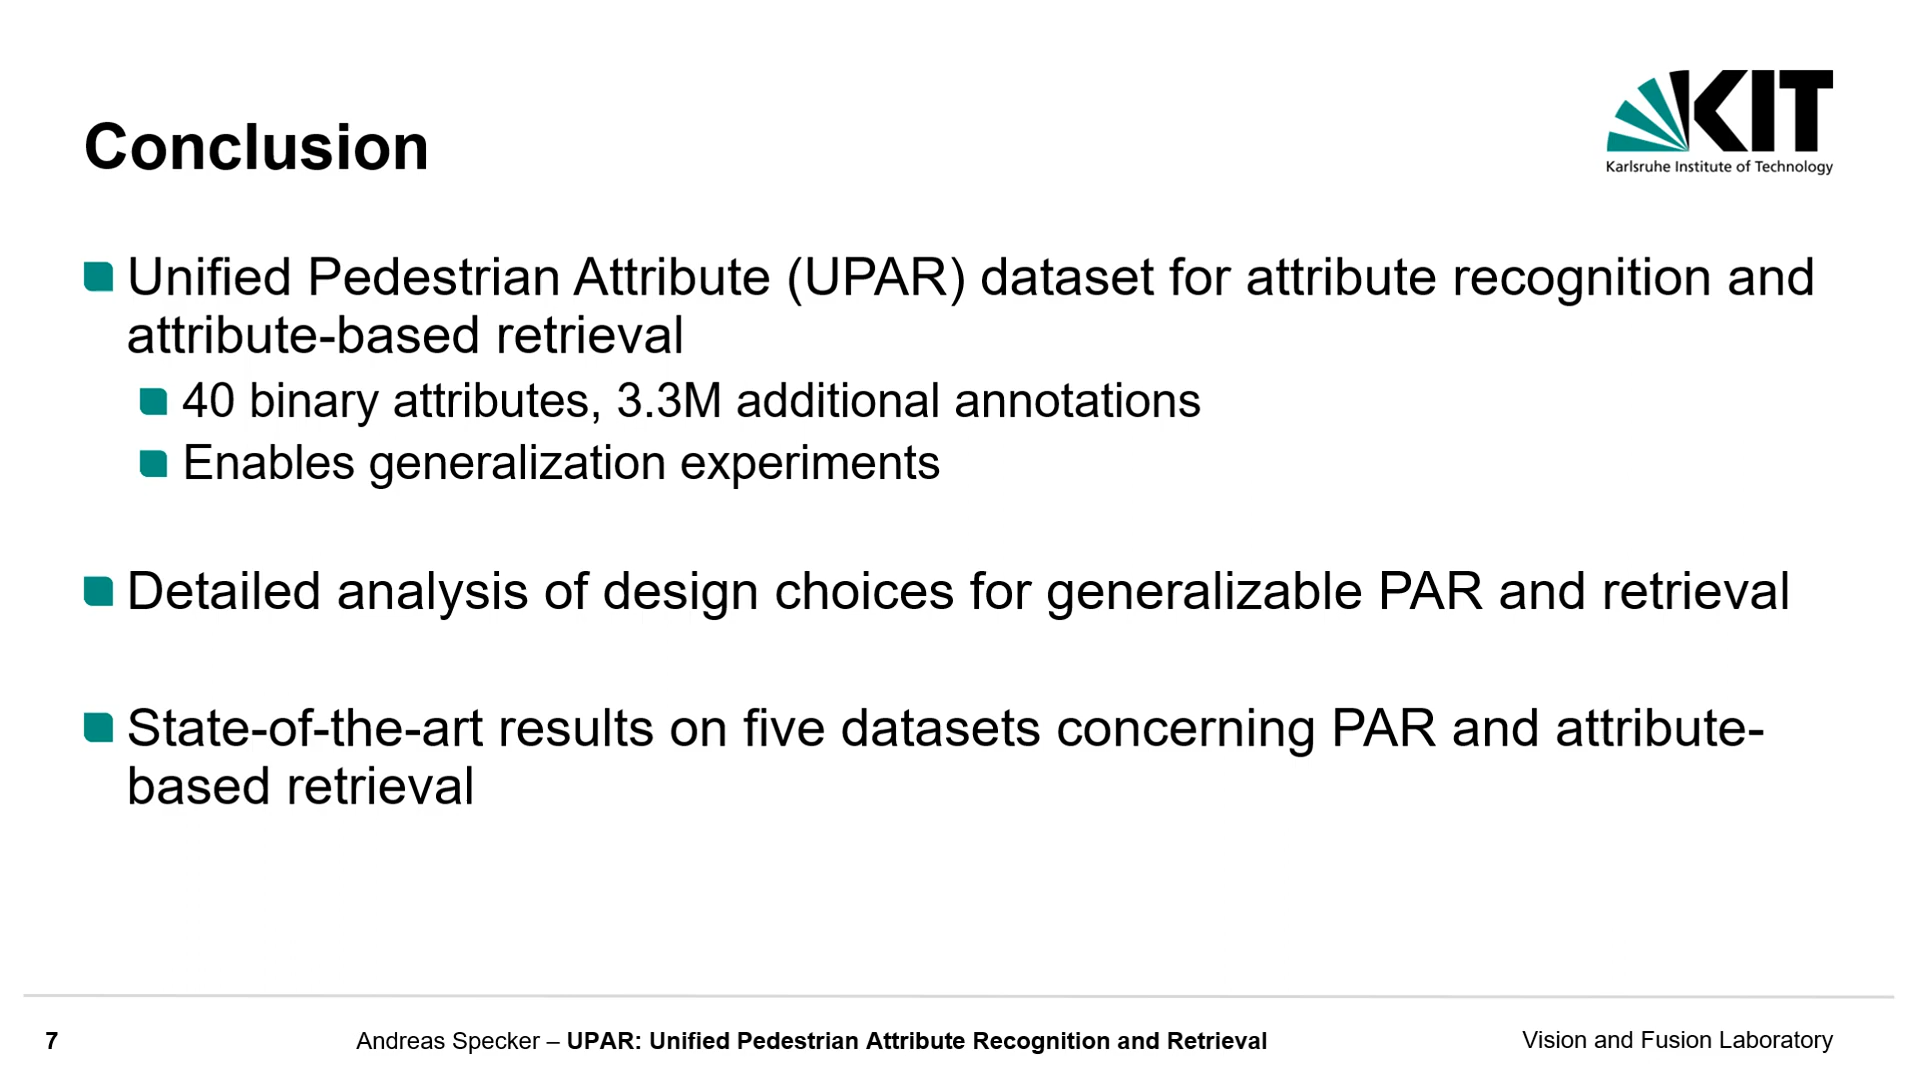 Conclusion
KIT
Karlsruhe Institute of Technology
Unified Pedestrian Attribute (UPAR) dataset for attribute recognition and
attribute-based retrieval
40 binary attributes, 3.3M additional annotations
Enables generalization experiments
Detailed analysis of design choices for generalizable PAR and retrieval
State-of-the-art results on five datasets concerning PAR and attribute-
based retrieval
7
Andreas Specker – UPAR: Unified Pedestrian Attribute Recognition and Retrieval
Vision and Fusion Laboratory